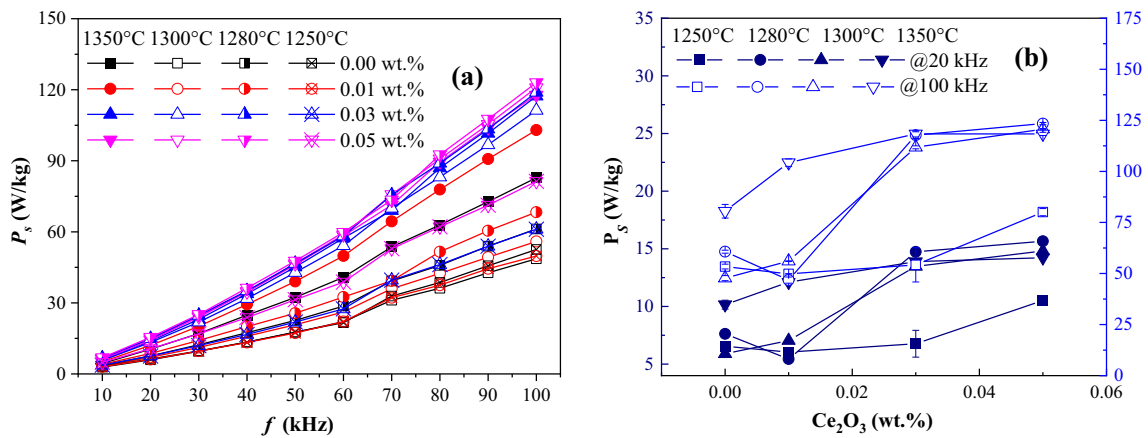 150
120
90
60
30
0
P_s (W/kg)
1350°C 1300°C 1280°C 1250°C
0.00 wt.%
0.01 wt.%
0.03 wt.%
0.05 wt.%
(a)
10 20 30 40 50 60 70 80 90 100
f (kHz)
35
30
25
20
15
10
5
P_s (W/kg)
1250°C 1280°C 1300°C 1350°C
@20 kHz
@100 kHz
(b)
175
150
125
100
75
50
25
0
0.00 0.02 0.04 0.06
Ce₂O₃ (wt.%)